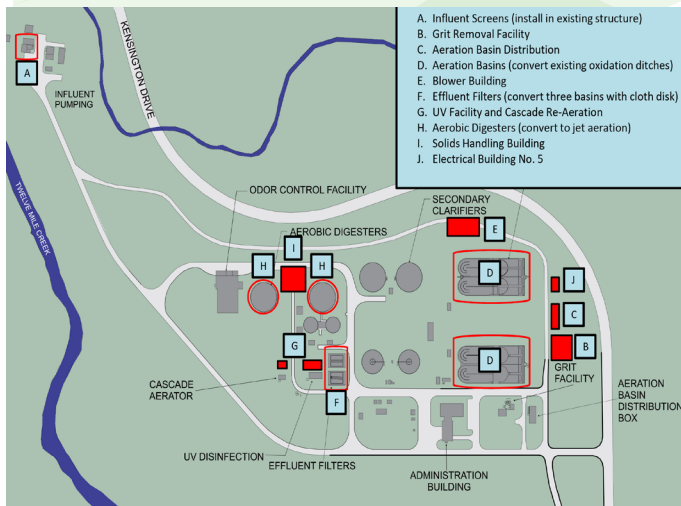 A. Influent Screens (install in existing structure)
B. Grit Removal Facility
C. Aeration Basin Distribution
D. Aeration Basins (convert existing oxidation ditches)
E. Blower Building
F. Effluent Filters (convert three basins with cloth disk)
G. UV Facility and Cascade Re-Aeration
H. Aerobic Digesters (convert to jet aeration)
I. Solids Handling Building
J. Electrical Building No. 5
KENSINGTON DRIVE
A
INFLUENT
PUMPING
TWELVE MILE CREEK
ODOR CONTROL FACILITY
SECONDARY
CLARIFIERS
AEROBIC DIGESTERS
E
I
H
H
D
J
C
G
B
D
GRIT
FACILITY
CASCADE
AERATOR
F
AERATION
BASIN
DISTRIBUTION
BOX
UV DISINFECTION
EFFLUENT FILTERS
ADMINISTRATION
BUILDING